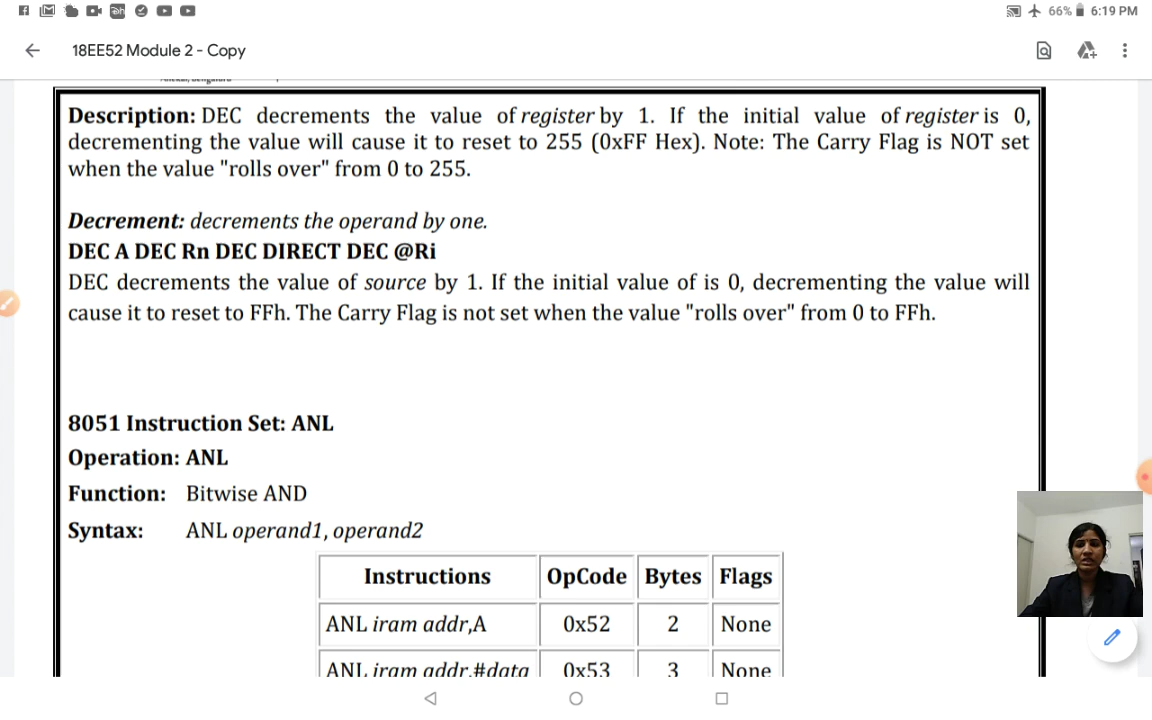 66% 6:19 PM
18EE52 Module 2 - Copy
Description: DEC decrements the value of register by 1. If the initial value of register is 0,
decrementing the value will cause it to reset to 255 (0xFF Hex). Note: The Carry Flag is NOT set
when the value "rolls over" from 0 to 255.
Decrement: decrements the operand by one.
DEC A DEC Rn DEC DIRECT DEC @Ri
DEC decrements the value of source by 1. If the initial value of is 0, decrementing the value will
cause it to reset to FFh. The Carry Flag is not set when the value "rolls over" from 0 to FFh.
8051 Instruction Set: ANL
Operation: ANL
Function: Bitwise AND
Syntax: ANL operand1, operand2
Instructions OpCode Bytes Flags
ANL iram addr,A 0x52 2 None
ANL iram addr,#data 0x53 3 None